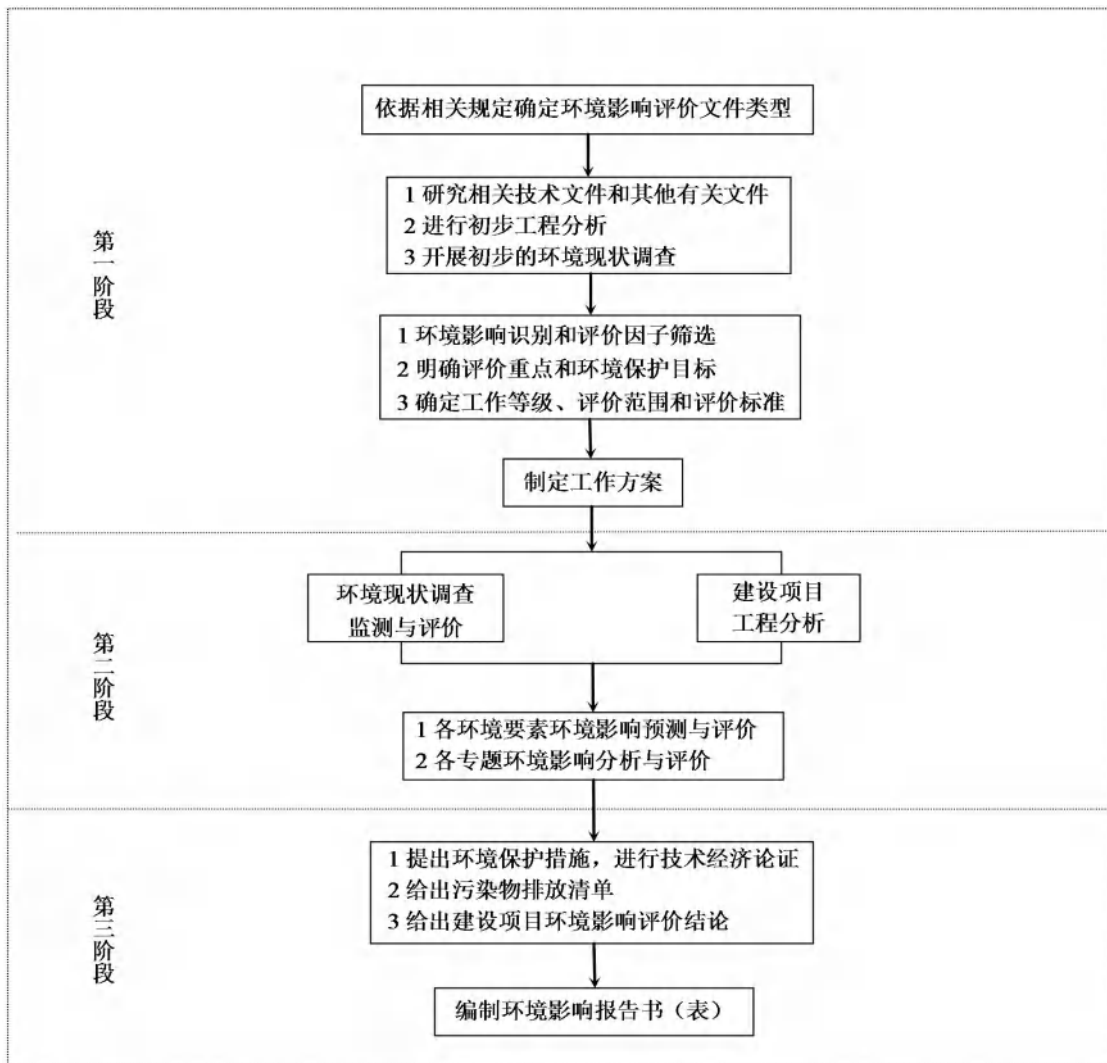 第一阶段
依据相关规定确定环境影响评价文件类型
1 研究相关技术文件和其他有关文件
2 进行初步工程分析
3 开展初步的环境现状调查
1 环境影响识别和评价因子筛选
2 明确评价重点和环境保护目标
3 确定工作等级、评价范围和评价标准
制定工作方案
第二阶段
环境现状调查
监测与评价
建设项目
工程分析
1 各环境要素环境影响预测与评价
2 各专题环境影响分析与评价
第三阶段
1 提出环境保护措施，进行技术经济论证
2 给出污染物排放清单
3 给出建设项目环境影响评价结论
编制环境影响报告书（表）